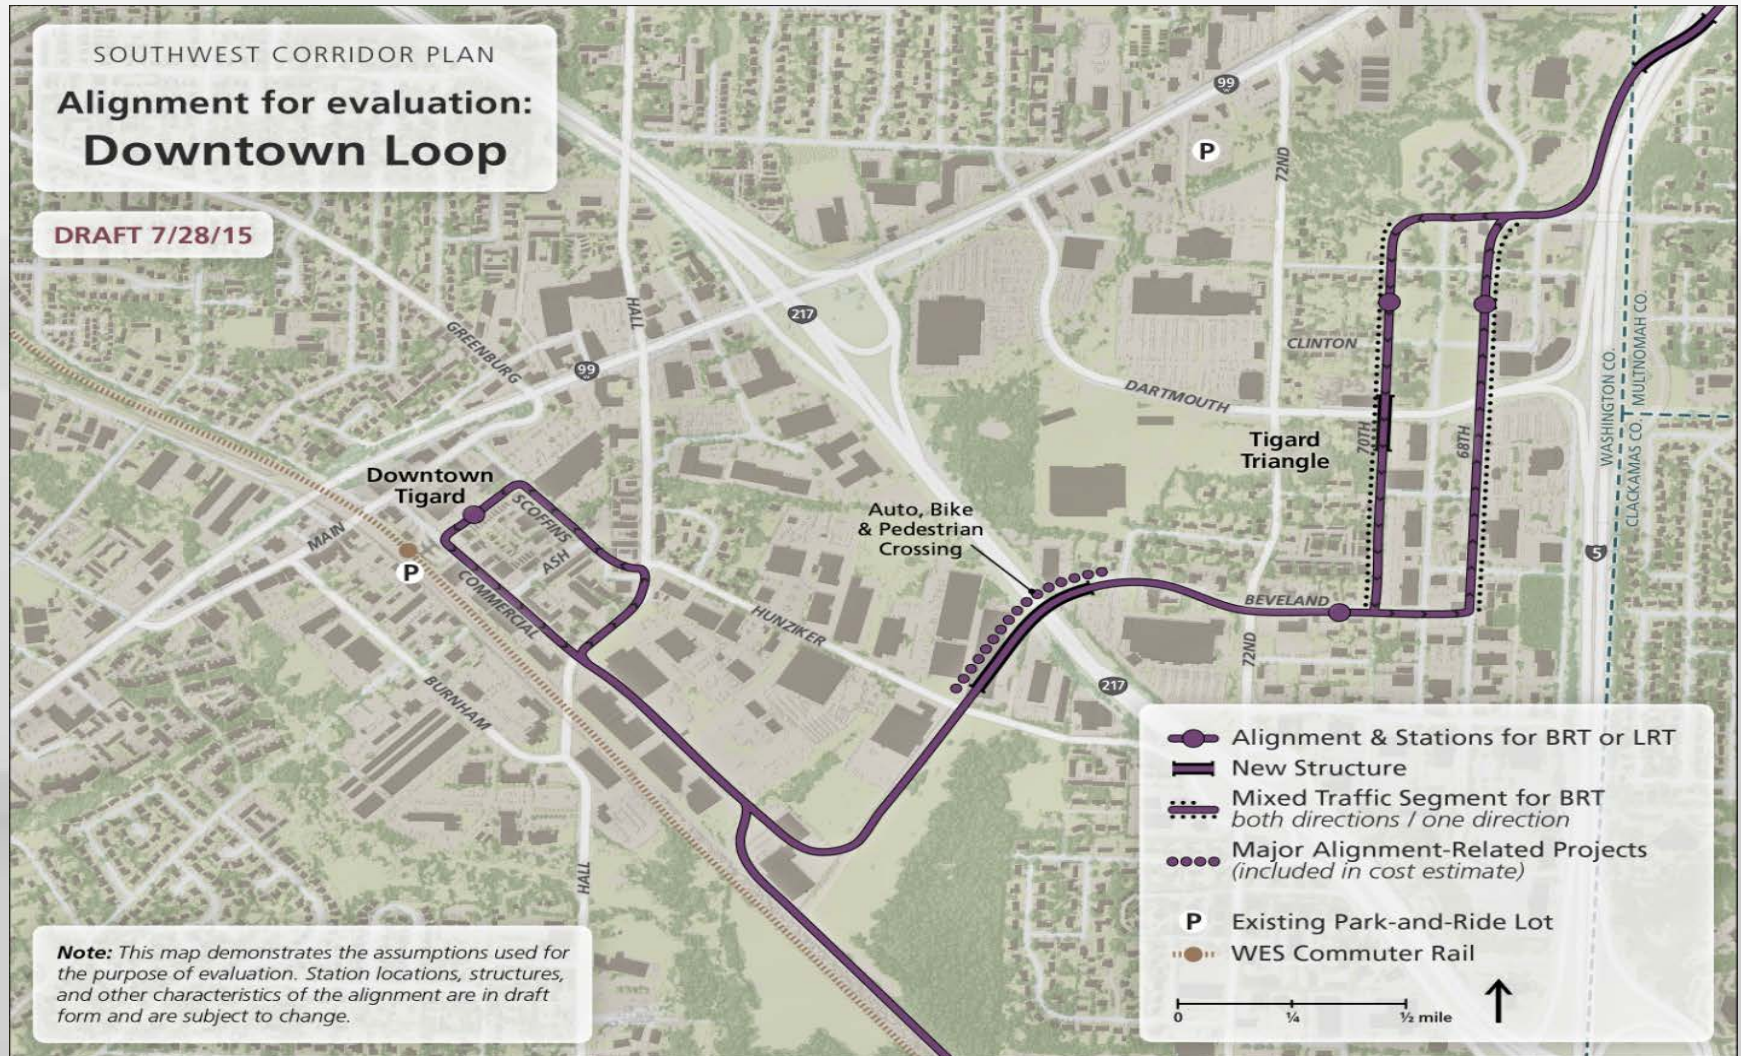 SOUTHWEST CORRIDOR PLAN
Alignment for evaluation:
Downtown Loop
DRAFT 7/28/15
99
P
72ND
HALL
217
GREENBURG
99
CLINTON
DARTMOUTH
WASHINGTON CO.
MULTNOMAH CO.
CLACKAMAS CO.
Tigard
Triangle
70TH
68TH
Downtown
Tigard
SCOFFINS
ASH
MAIN
P
COMMERCIAL
Auto, Bike
& Pedestrian
Crossing
5
HUNZIKER
BEVELAND
72ND
217
BURNHAM
HALL
Alignment & Stations for BRT or LRT
New Structure
Mixed Traffic Segment for BRT
both directions / one direction
Major Alignment-Related Projects
(included in cost estimate)
P Existing Park-and-Ride Lot
WES Commuter Rail
0 ¼ ½ mile
Note: This map demonstrates the assumptions used for
the purpose of evaluation. Station locations, structures,
and other characteristics of the alignment are in draft
form and are subject to change.